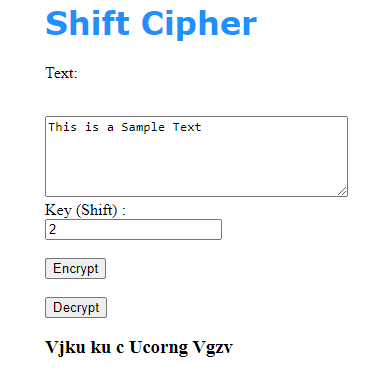 Shift Cipher
Text:
This is a Sample Text
Key (Shift) :
2
Encrypt
Decrypt
Vjku ku c Ucorng Vgzv